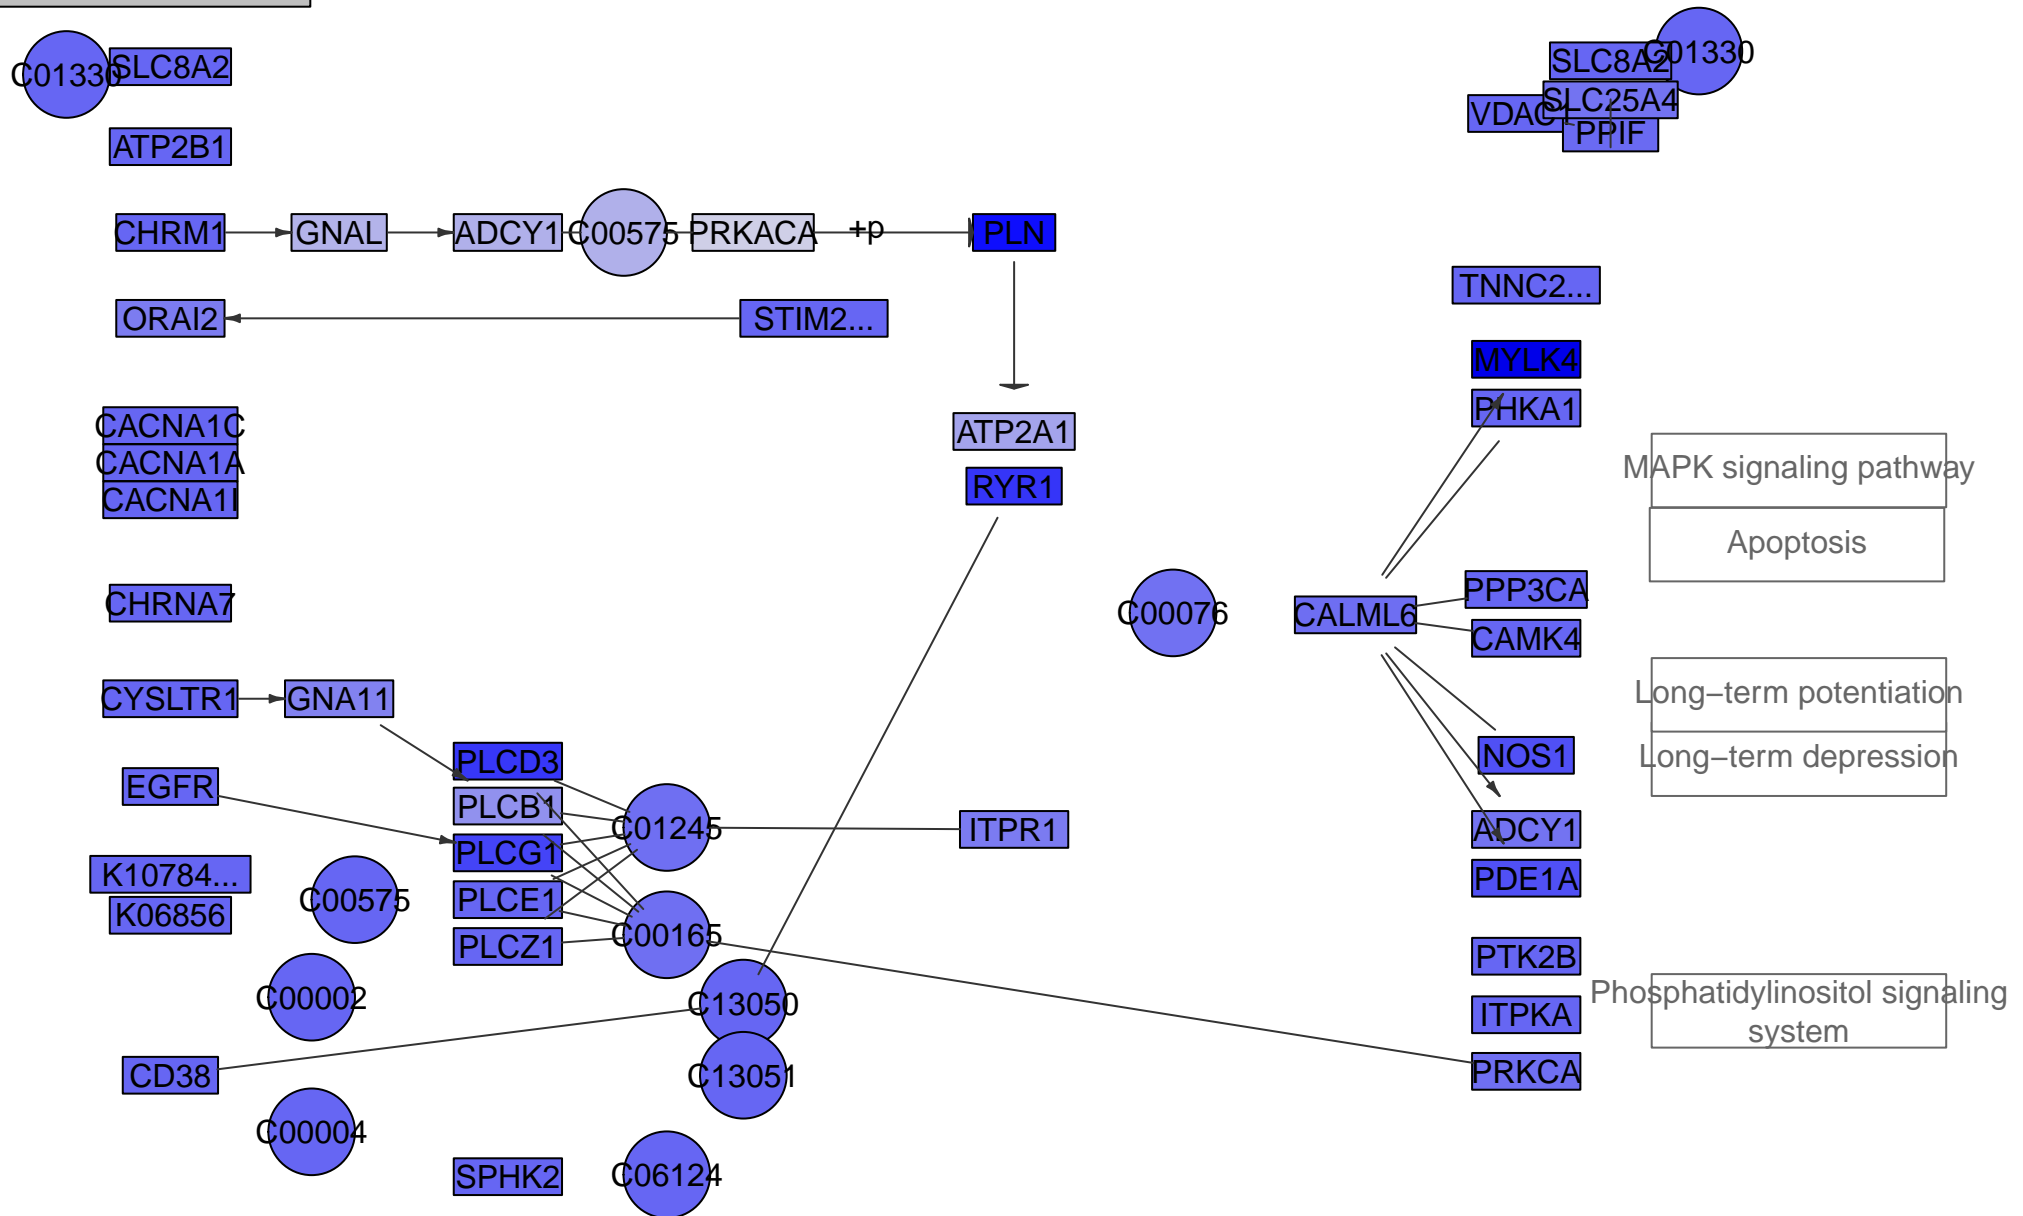 C01330
SLC8A2
SLC8A2
C01330
SLC25A4
VDAC1
PPIF
ATP2B1
CHRM1
GNAL
ADCY1
C00575
PRKACA
+p
PLN
TNNC2...
ORAI2
STIM2...
MYLK4
PHKA1
CACNA1C
ATP2A1
CACNA1A
MAPK signaling pathway
RYR1
CACNA1I
Apoptosis
CHRNA7
C00076
CALML6
PPP3CA
CAMK4
CYSLTR1
GNA11
Long−term potentiation
PLCD3
NOS1
Long−term depression
EGFR
PLCB1
C01245
ITPR1
ADCY1
PLCG1
K10784...
PDE1A
C00575
PLCE1
K06856
C00165
PLCZ1
PTK2B
C00002
C13050
Phosphatidylinositol signaling
system
ITPKA
CD38
C13051
PRKCA
C00004
SPHK2
C06124